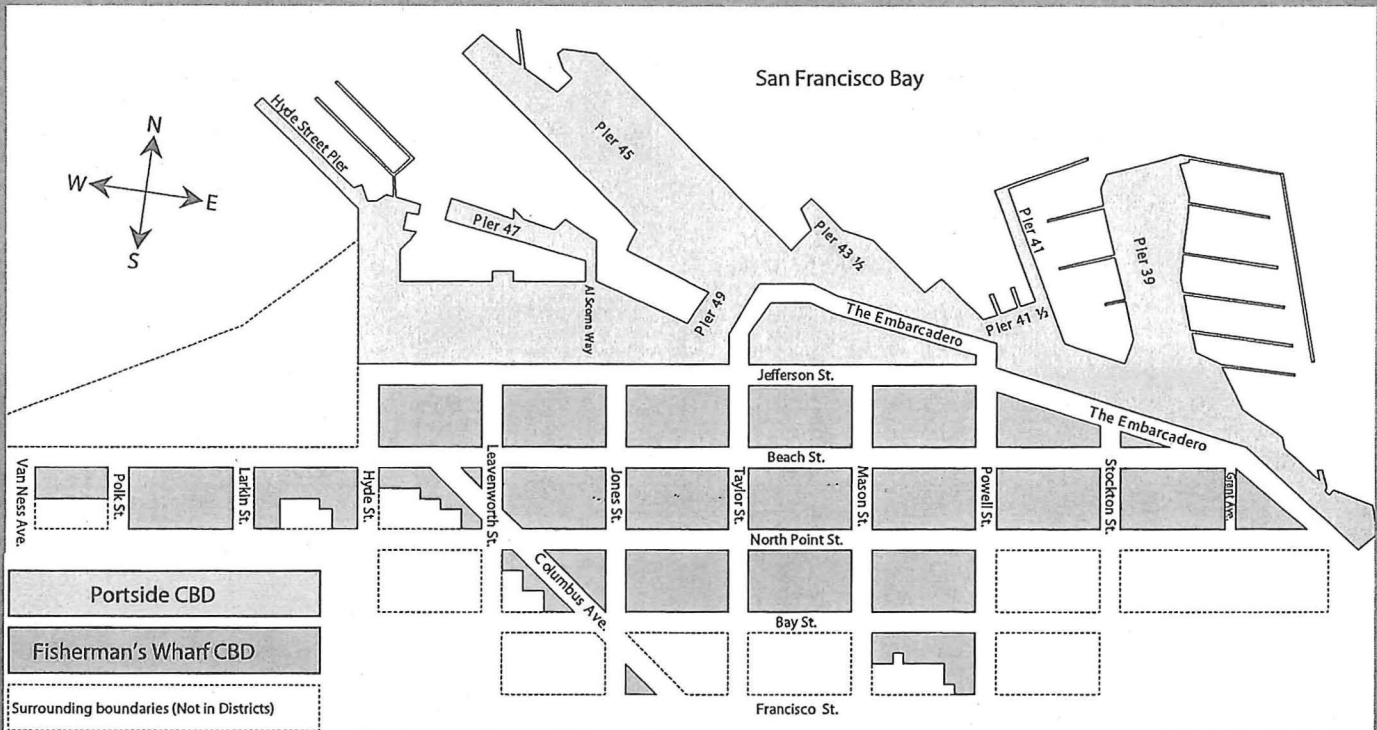 San Francisco Bay
N
W
E
S
Hyde Street Pier
Pier 45
Pier 47
Pier 43 ½
Pier 41
Pier 39
Al Scoma Way
Pier 49
The Embarcadero
Pier 41 ½
Jefferson St.
The Embarcadero
Beach St.
Van Ness Ave.
Polk St.
Larkin St.
Hyde St.
Leavenworth St.
Jones St.
Taylor St.
Mason St.
Powell St.
Stockton St.
Grant Ave.
North Point St.
Columbus Ave.
Bay St.
Francisco St.
Portside CBD
Fisherman's Wharf CBD
Surrounding boundaries (Not in Districts)